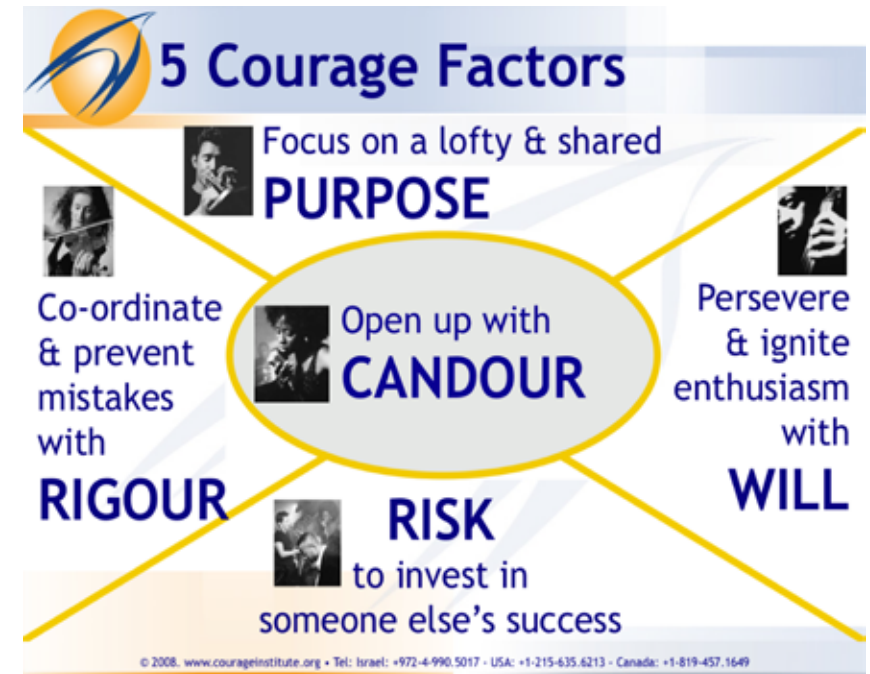 5 Courage Factors
Focus on a lofty & shared
PURPOSE
Co-ordinate
& prevent
mistakes
with
RIGOUR
Open up with
CANDOUR
Persevere
& ignite
enthusiasm
with
WILL
RISK
to invest in
someone else's success
© 2008. www.courageinstitute.org • Tel: Israel: +972-4-990.5017 - USA: +1-215-635.6213 - Canada: +1-819-457.1649